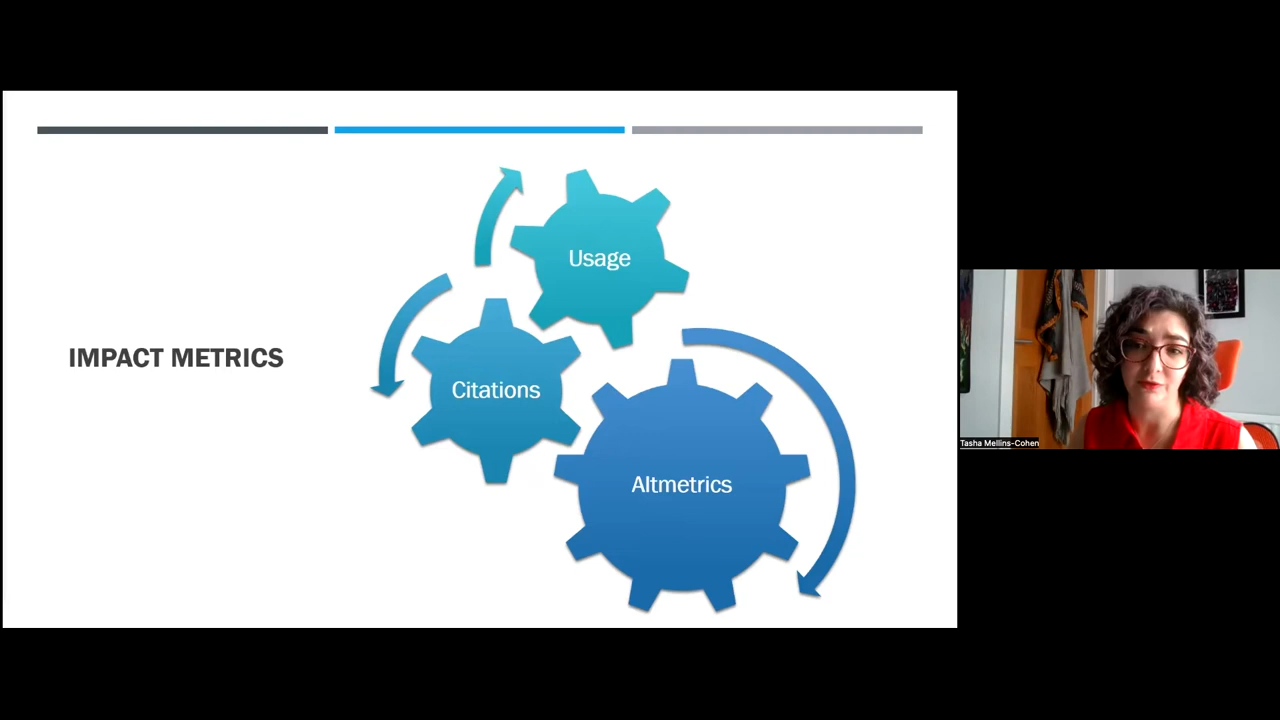 IMPACT METRICS
Usage
Citations
Altmetrics
Tasha Mellins-Cohen